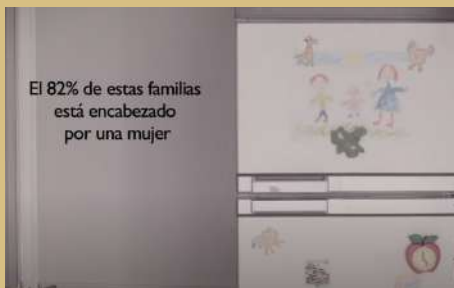 El 82% de estas familias
está encabezado
por una mujer